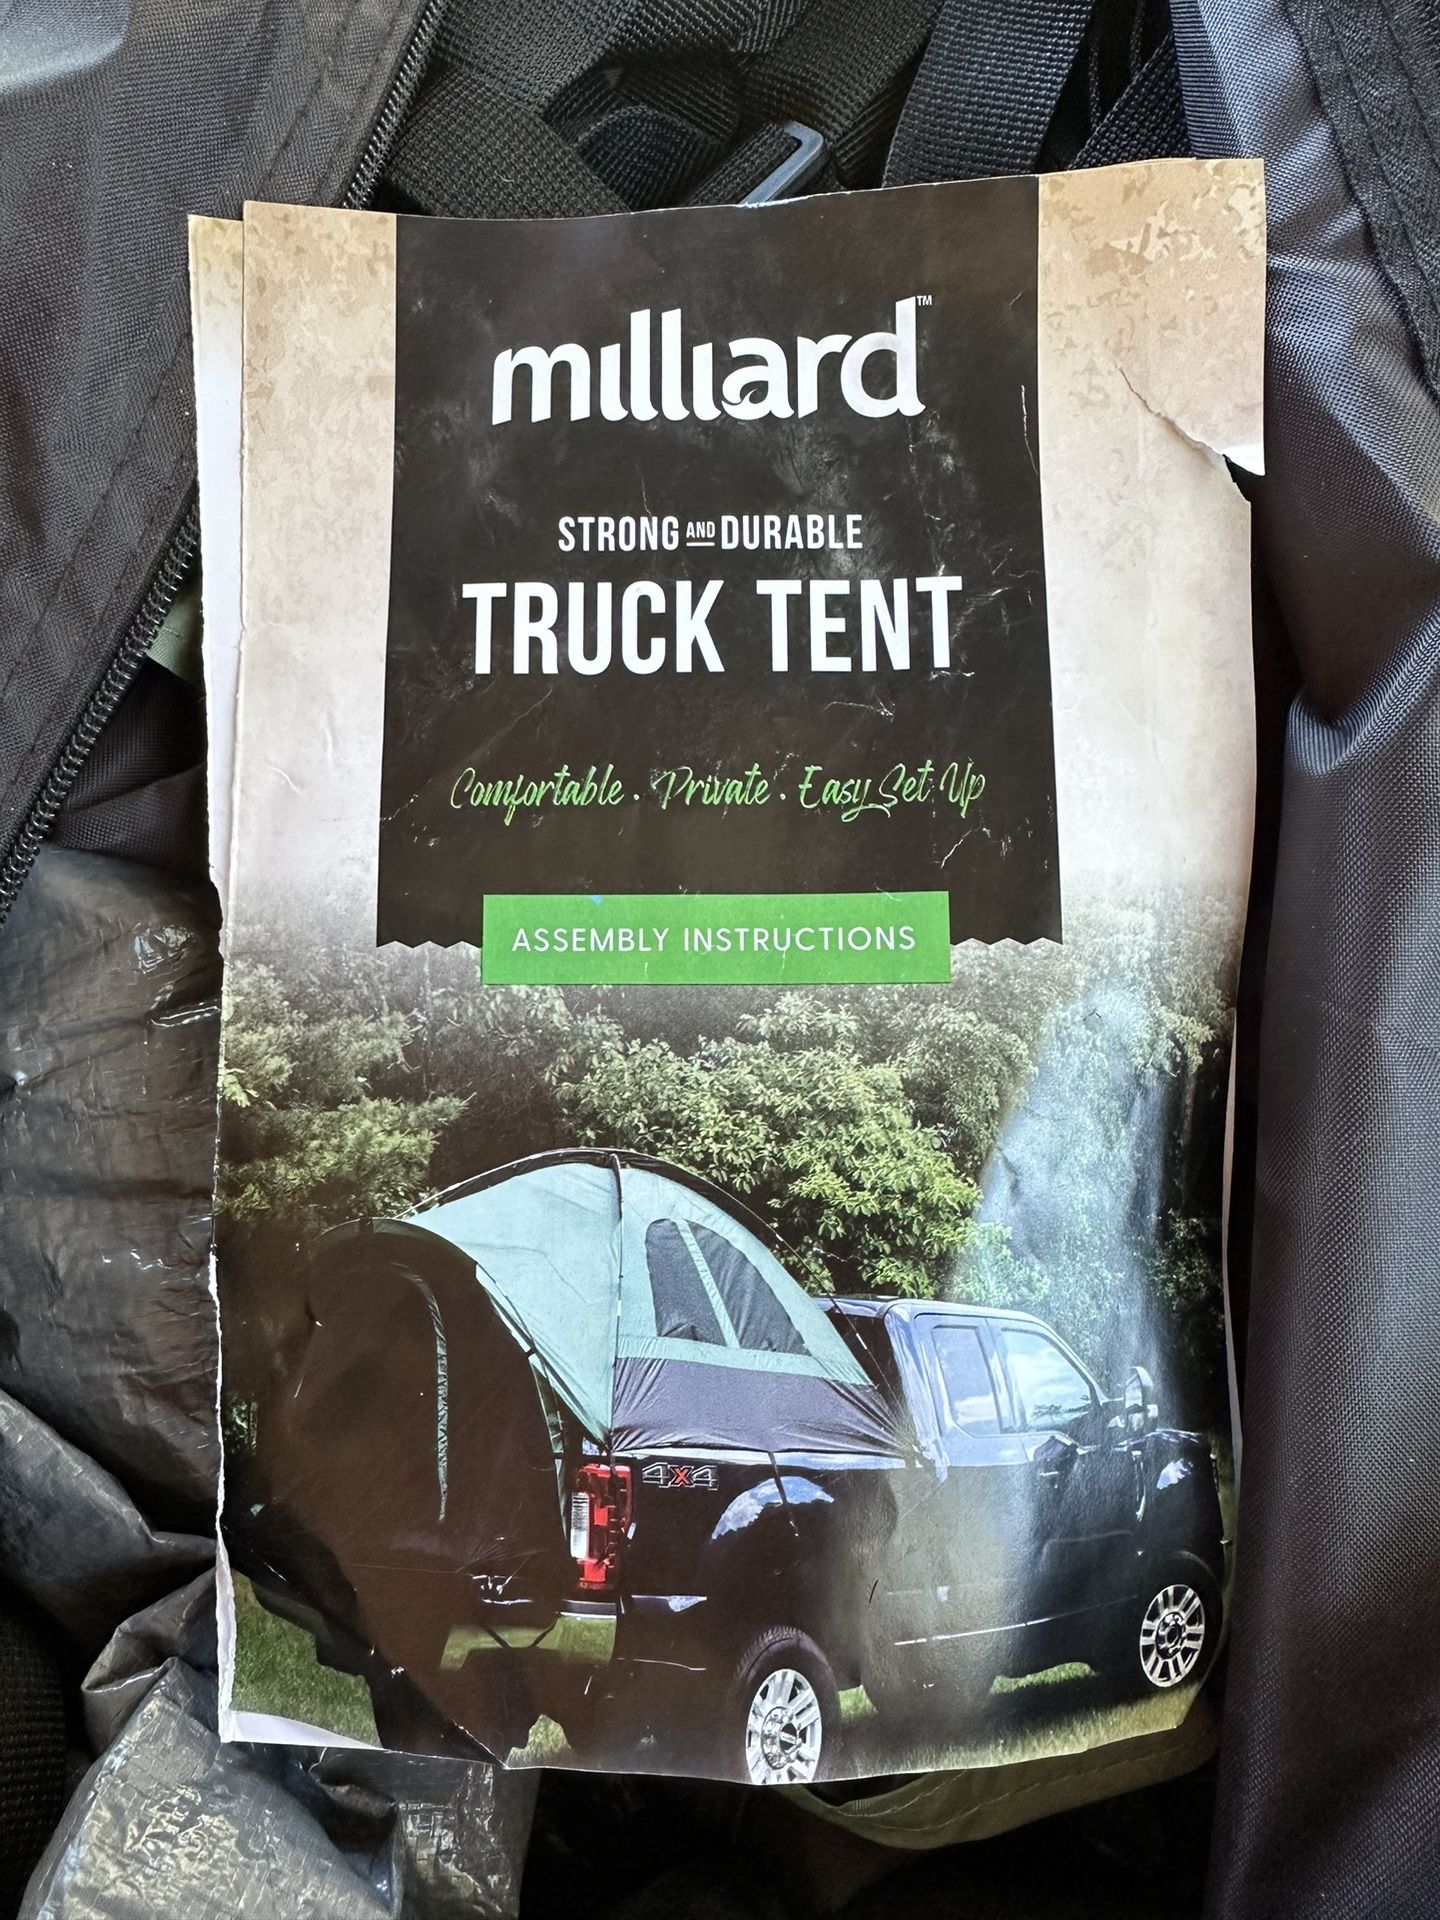 milliard™
STRONG AND DURABLE
TRUCK TENT
Comfortable . Private . Easy Set Up
ASSEMBLY INSTRUCTIONS
4x4